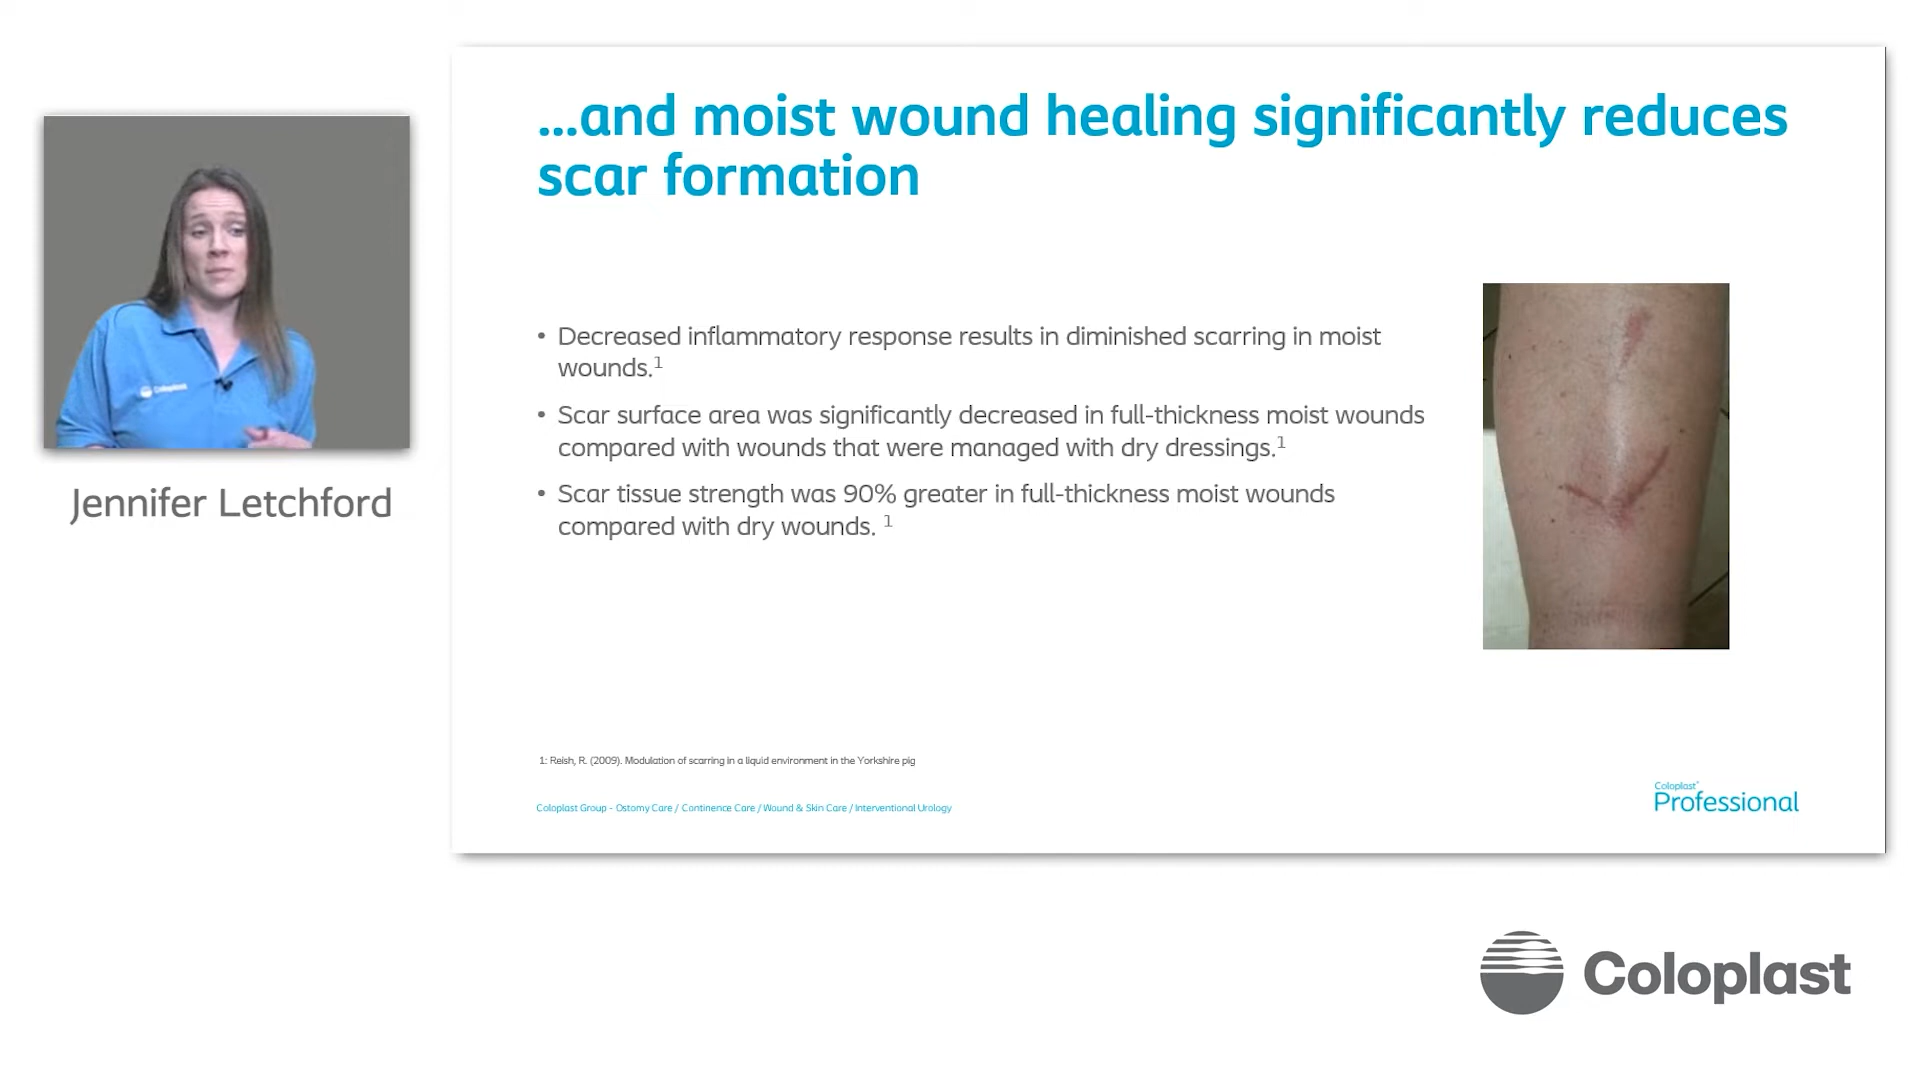 ...and moist wound healing significantly reduces
scar formation
Coloplast
Jennifer Letchford
• Decreased inflammatory response results in diminished scarring in moist
wounds.1
• Scar surface area was significantly decreased in full-thickness moist wounds
compared with wounds that were managed with dry dressings.1
• Scar tissue strength was 90% greater in full-thickness moist wounds
compared with dry wounds. 1
1: Reish, R. (2009). Modulation of scarring in a liquid environment in the Yorkshire pig
Coloplast Group - Ostomy Care / Continence Care / Wound & Skin Care / Interventional Urology
Coloplast®
Professional
Coloplast